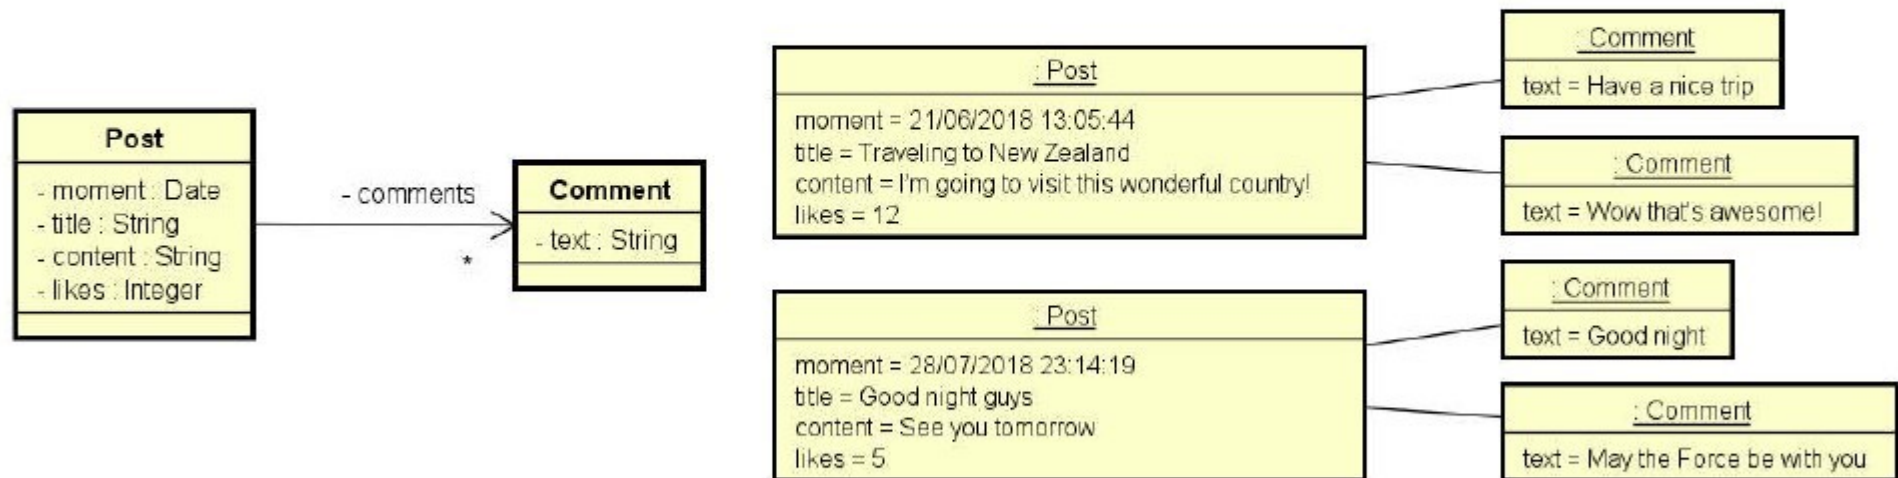 Post
- moment : Date
- title : String
- content : String
- likes : Integer
- comments
*
Comment
- text : String
: Post
moment = 21/06/2018 13:05:44
title = Traveling to New Zealand
content = I'm going to visit this wonderful country!
likes = 12
: Comment
text = Have a nice trip
: Comment
text = Wow that's awesome!
: Post
moment = 28/07/2018 23:14:19
title = Good night guys
content = See you tomorrow
likes = 5
: Comment
text = Good night
: Comment
text = May the Force be with you